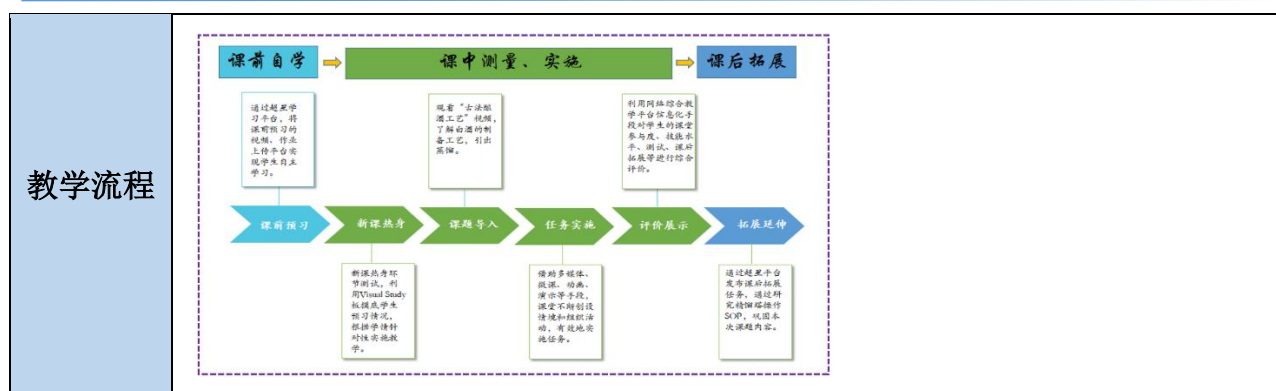 教学流程
课前自学
课中测量、实施
课后拓展
通过超星学
习平台，将
课前预习的
视频、作业
上传平台实
现学生自主
学习。
观看“古法酿
酒工艺”视频，
了解白酒的制
备工艺，引出
蒸馏。
利用网络综合教
学平台信息化手
段对学生的课堂
参与度、技能水
平、测试、课后
拓展等进行综合
评价。
课前预习
新课热身
课题导入
任务实施
评价展示
拓展延伸
新课热身环
节测试，利
用Visual Study
板摸底学生
预习情况，
根据学情针
对性实施教
学。
借助多媒体、
微课、动画、
演示等手段，
课堂不断创设
情境和组织活
动，有效地实
施任务。
通过超星平台
发布课后拓展
任务，通过研
究精馏塔操作
SOP，巩固本
次课题内容。